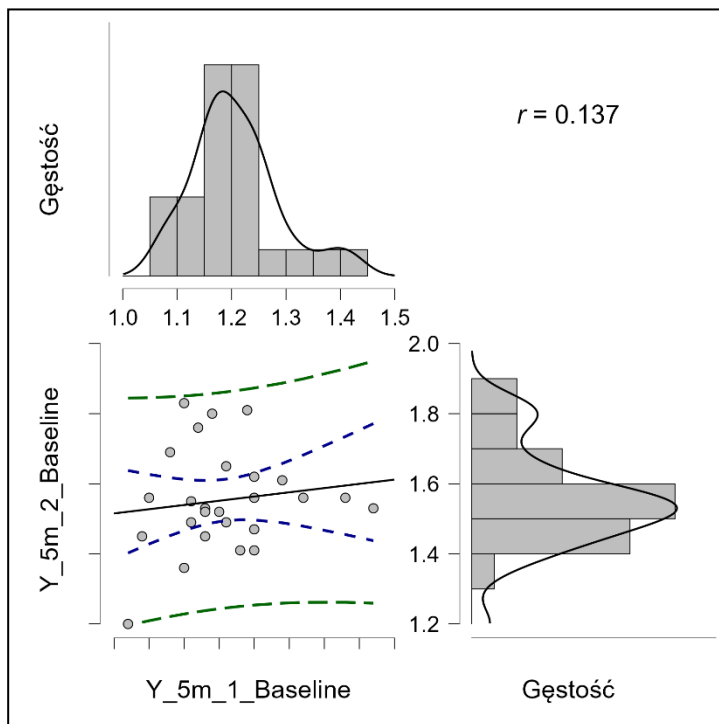 Gęstość
r = 0.137
1.0 1.1 1.2 1.3 1.4 1.5
Y_5m_2_Baseline
2.0
1.8
1.6
1.4
1.2
Y_5m_1_Baseline
Gęstość